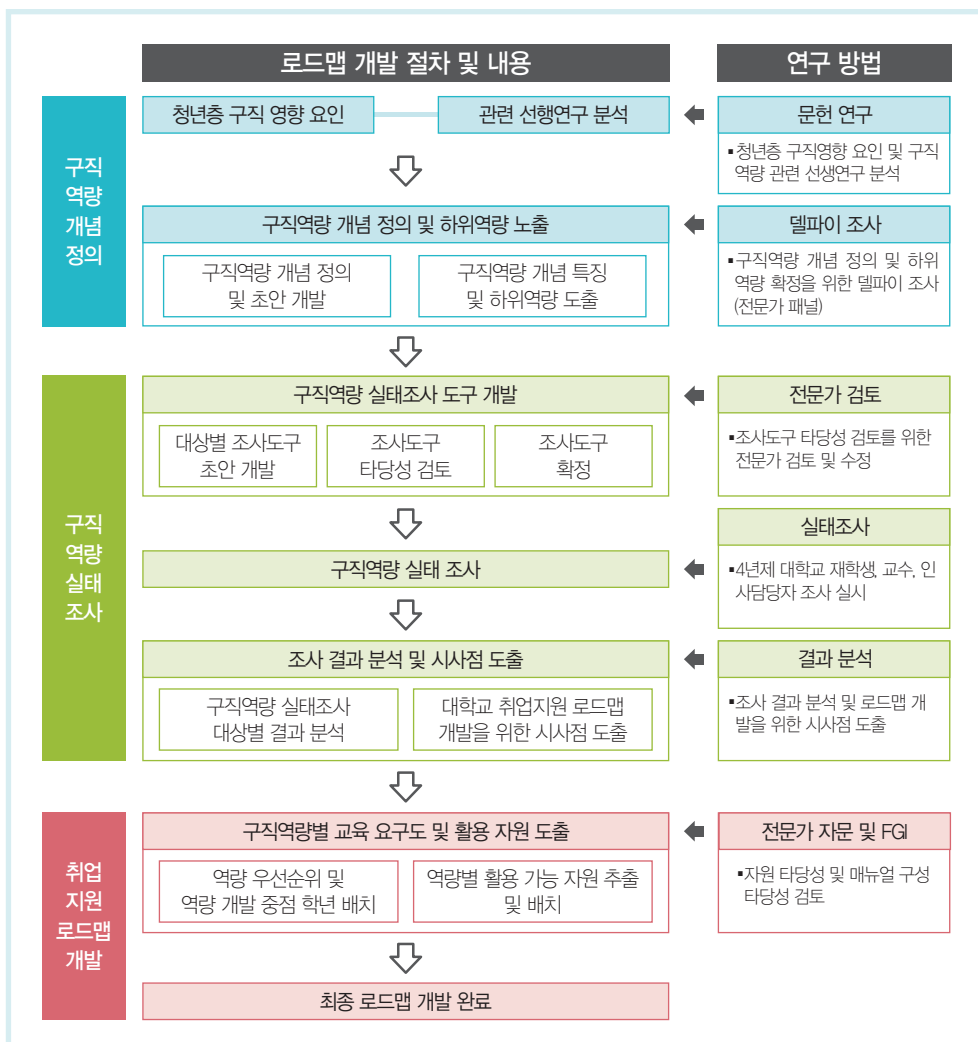 로드맵 개발 절차 및 내용
연구 방법
구직
역량
개념
정의
청년층 구직 영향 요인
관련 선행연구 분석
문헌 연구
▪청년층 구직영향 요인 및 구직
역량 관련 선생연구 분석
구직역량 개념 정의 및 하위역량 노출
구직역량 개념 정의
및 초안 개발
구직역량 개념 특징
및 하위역량 도출
델파이 조사
▪구직역량 개념 정의 및 하위
역량 확정을 위한 델파이 조사
(전문가 패널)
구직
역량
실태
조사
구직역량 실태조사 도구 개발
대상별 조사도구
초안 개발
조사도구
타당성 검토
조사도구
확정
전문가 검토
▪조사도구 타당성 검토를 위한
전문가 검토 및 수정
구직역량 실태 조사
실태조사
▪4년제 대학교 재학생, 교수, 인
사담당자 조사 실시
조사 결과 분석 및 시사점 도출
구직역량 실태조사
대상별 결과 분석
대학교 취업지원 로드맵
개발을 위한 시사점 도출
결과 분석
▪조사 결과 분석 및 로드맵 개
발을 위한 시사점 도출
취업
지원
로드맵
개발
구직역량별 교육 요구도 및 활용 자원 도출
역량 우선순위 및
역량 개발 중점 학년 배치
역량별 활용 가능 자원 추출
및 배치
전문가 자문 및 FGI
▪자원 타당성 및 매뉴얼 구성
타당성 검토
최종 로드맵 개발 완료